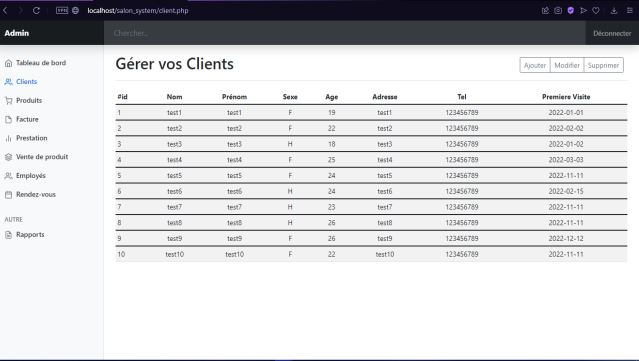 VPN localhost/salon_system/client.php
Admin Chercher.. Déconnecter
Tableau de bord
Clients
Produits
Facture
Prestation
Vente de produit
Employés
Rendez-vous
AUTRE
Rapports
Gérer vos Clients
Ajouter Modifier Supprimer
#id Nom Prénom Sexe Age Adresse Tel Premiere Visite
1 test1 test1 F 19 test1 123456789 2022-01-01
2 test2 test2 F 22 test2 123456789 2022-02-02
3 test3 test3 H 18 test3 123456789 2022-01-02
4 test4 test4 F 25 test4 123456789 2022-03-03
5 test5 test5 F 24 test5 123456789 2022-11-11
6 test6 test6 H 24 test6 123456789 2022-02-15
7 test7 test7 H 23 test7 123456789 2022-11-11
8 test8 test8 H 26 test8 123456789 2022-11-11
9 test9 test9 F 26 test9 123456789 2022-12-12
10 test10 test10 F 22 test10 123456789 2022-11-11